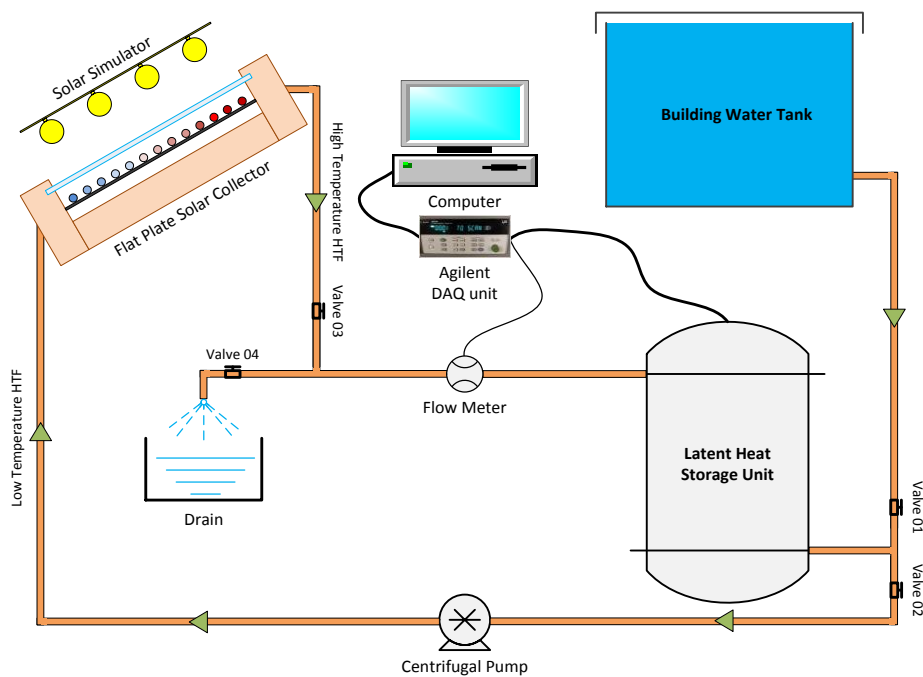 Solar Simulator
Flat Plate Solar Collector
High Temperature HTF
Computer
Agilent
DAQ unit
Building Water Tank
Valve 03
Valve 04
Flow Meter
Drain
Low Temperature HTF
Latent Heat
Storage Unit
Valve 01
Valve 02
Centrifugal Pump